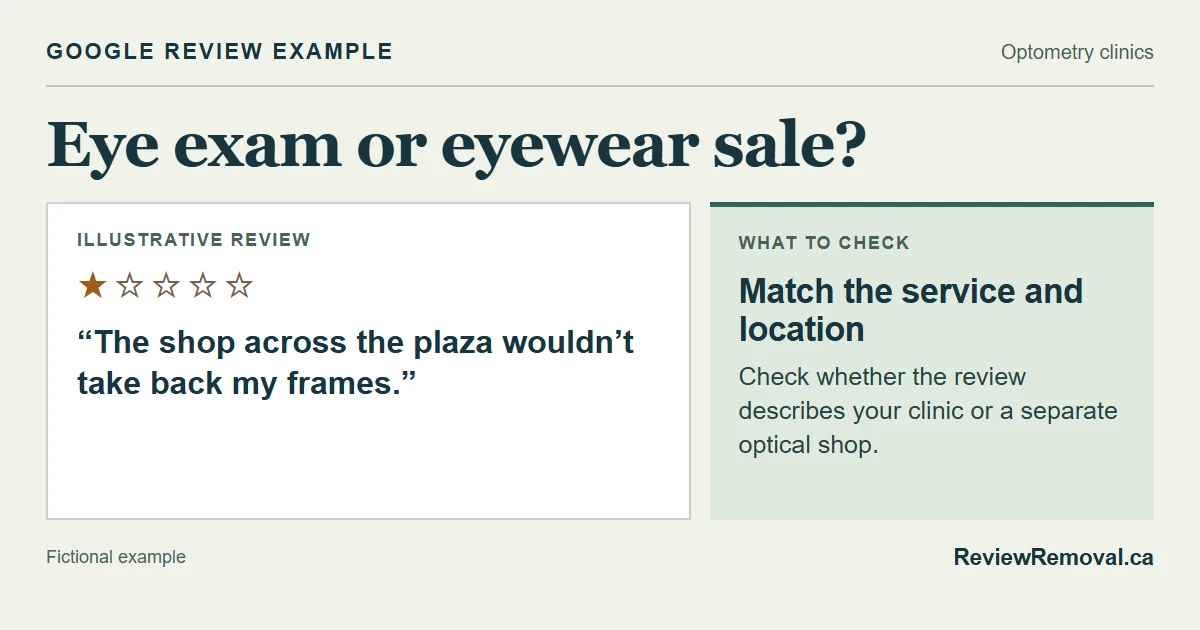 GOOGLE REVIEW EXAMPLE
Optometry clinics
Eye exam or eyewear sale?
ILLUSTRATIVE REVIEW
“The shop across the plaza wouldn’t
take back my frames.”
WHAT TO CHECK
Match the service and
location
Check whether the review
describes your clinic or a separate
optical shop.
Fictional example
ReviewRemoval.ca